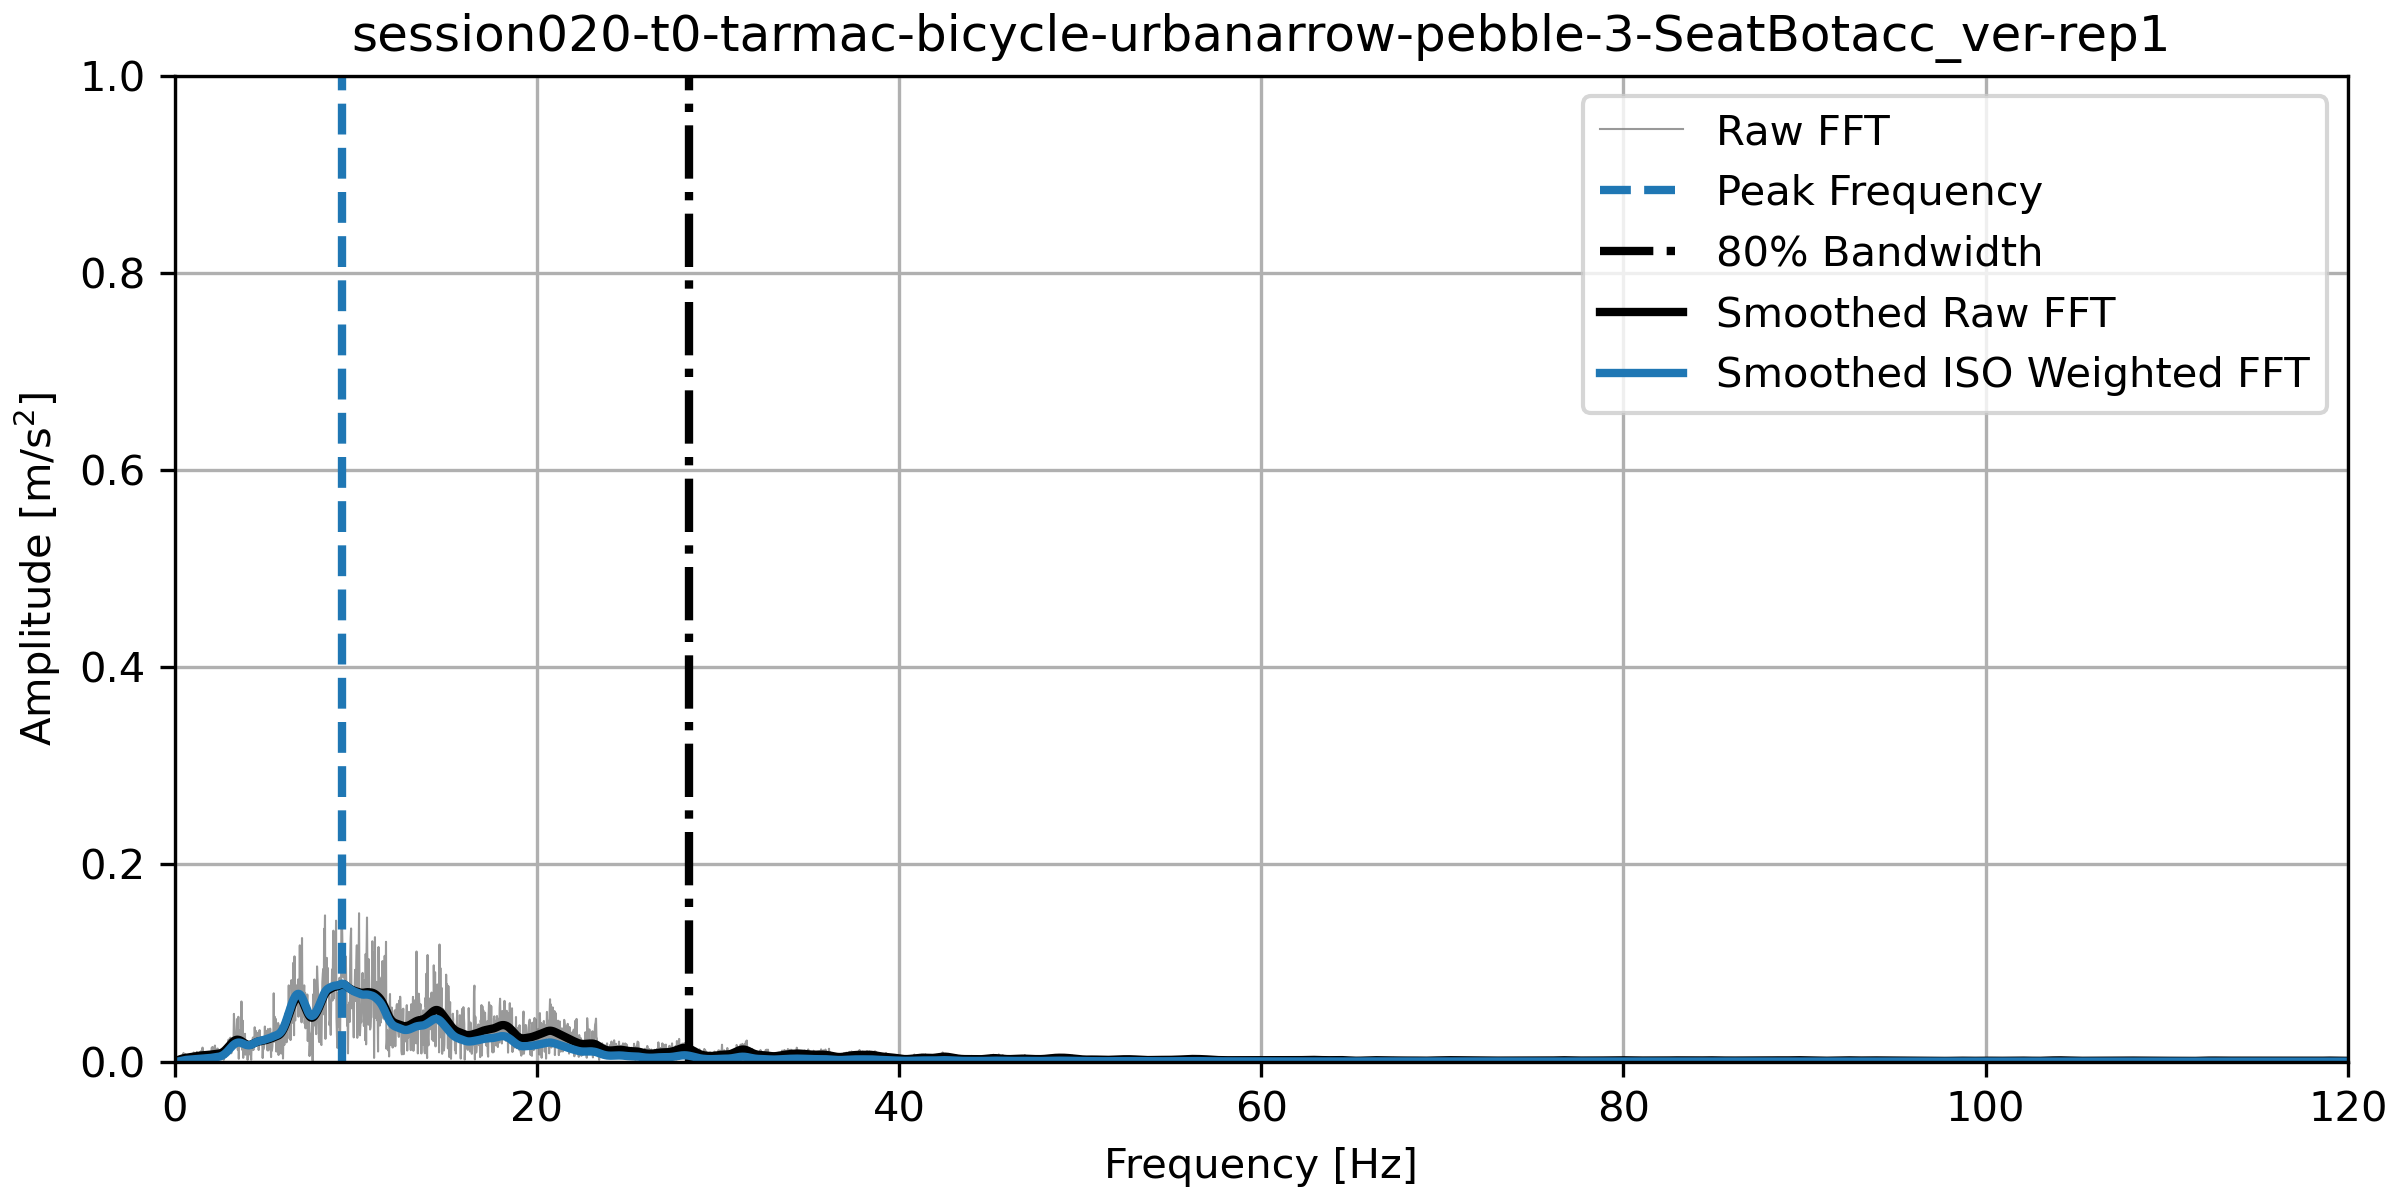 session020-t0-tarmac-bicycle-urbanarrow-pebble-3-SeatBotacc_ver-rep1
1.0
0.8
0.6
0.4
0.2
0.0
Amplitude [m/s²]
Raw FFT
Peak Frequency
80% Bandwidth
Smoothed Raw FFT
Smoothed ISO Weighted FFT
0 20 40 60 80 100 120
Frequency [Hz]